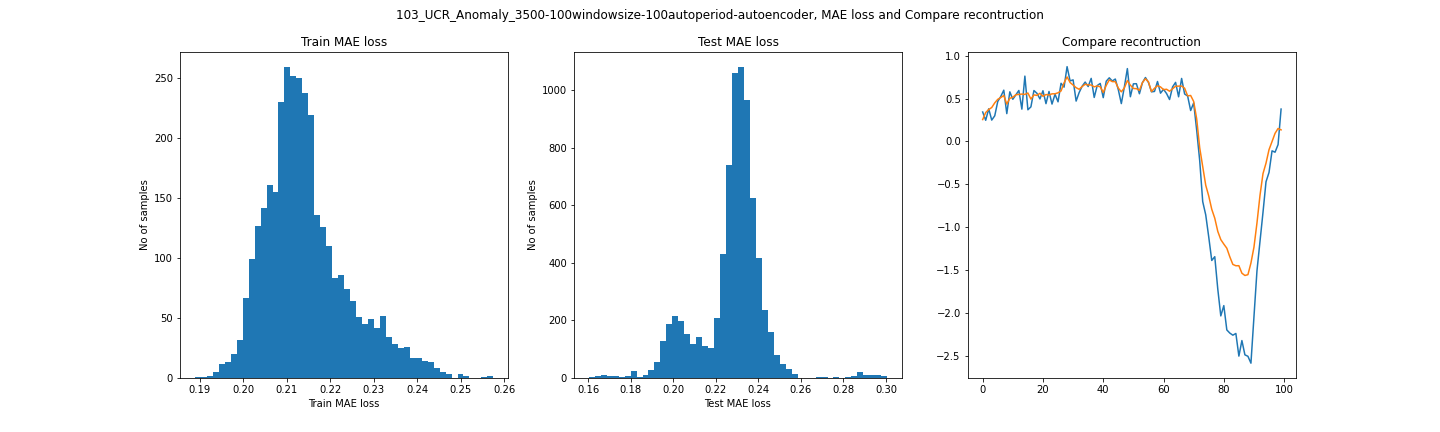 103_UCR_Anomaly_3500-100windowsize-100autoperiod-autoencoder, MAE loss and Compare recontruction
Train MAE loss
No of samples
250
200
150
100
50
0
0.19 0.20 0.21 0.22 0.23 0.24 0.25 0.26
Train MAE loss
Test MAE loss
No of samples
1000
800
600
400
200
0
0.16 0.18 0.20 0.22 0.24 0.26 0.28 0.30
Test MAE loss
Compare recontruction
1.0
0.5
0.0
−0.5
−1.0
−1.5
−2.0
−2.5
0 20 40 60 80 100